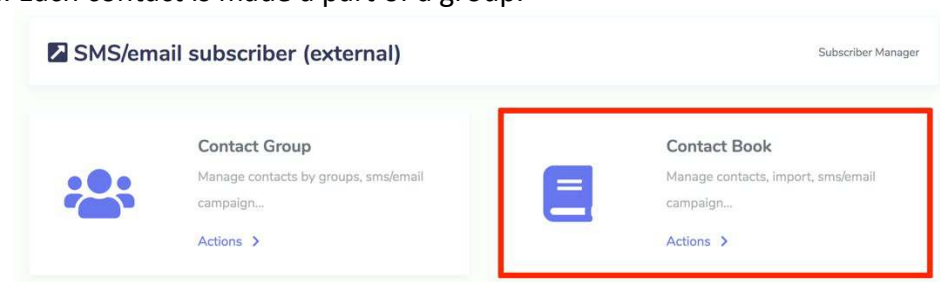 Each contact is made a part of a group.
SMS/email subscriber (external)
Subscriber Manager
Contact Group
Manage contacts by groups, sms/email
campaign...
Actions >
Contact Book
Manage contacts, import, sms/email
campaign...
Actions >